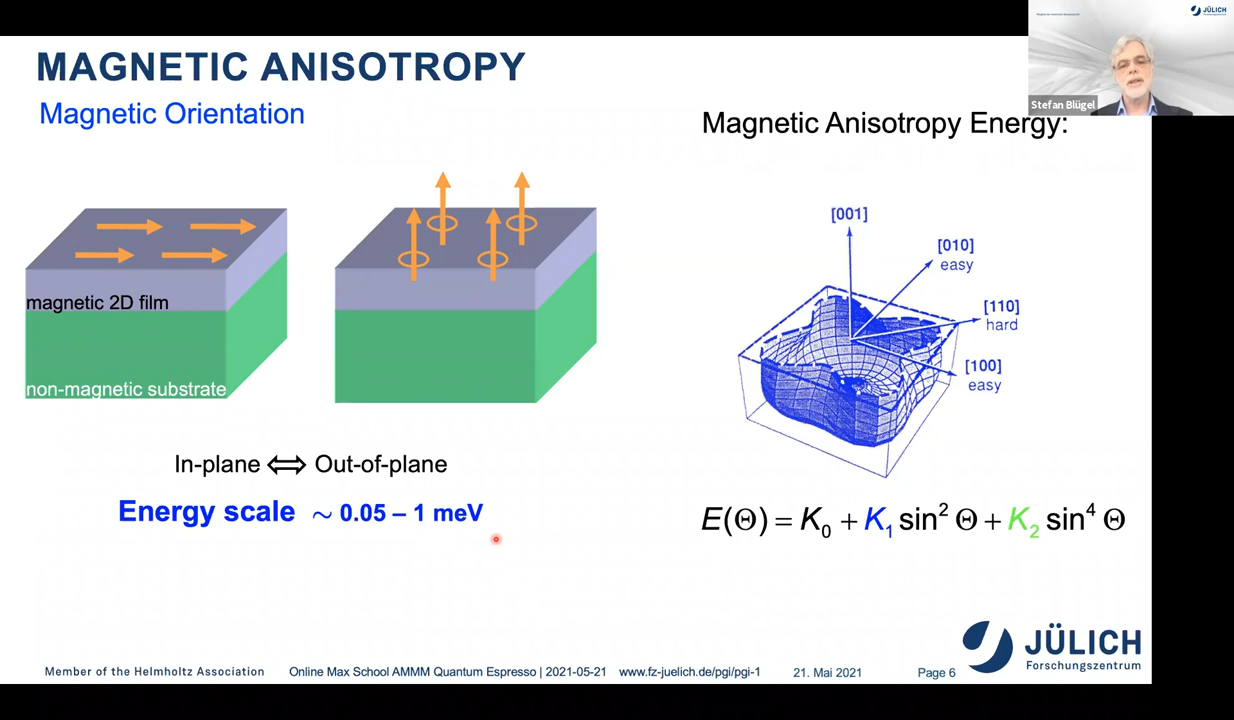 JÜLICH
Forschungszentrum
Stefan Blügel
MAGNETIC ANISOTROPY
Magnetic Orientation
Magnetic Anisotropy Energy:
magnetic 2D film
non-magnetic substrate
[001]
[010]
easy
[110]
hard
[100]
easy
In-plane ⇔ Out-of-plane
Energy scale ~ 0.05 – 1 meV
E(Θ) = K₀ + K₁ sin² Θ + K₂ sin⁴ Θ
JÜLICH
Forschungszentrum
Member of the Helmholtz Association
Online Max School AMMM Quantum Espresso | 2021-05-21
www.fz-juelich.de/pgi/pgi-1
21. Mai 2021
Page 6